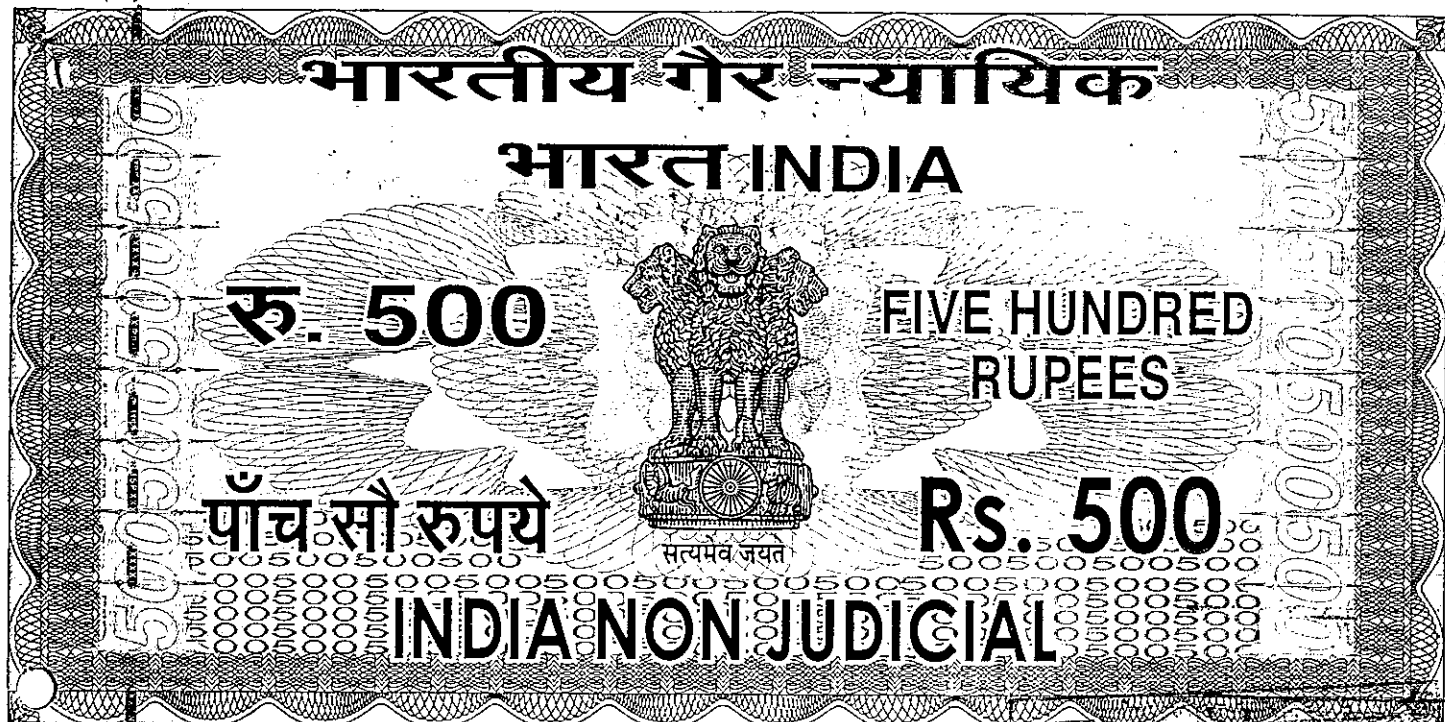 भारतीय गैर न्यायिक
भारत INDIA
रु. 500
FIVE HUNDRED
RUPEES
पाँच सौ रुपये
Rs. 500
सत्यमेव जयते
INDIA NON JUDICIAL